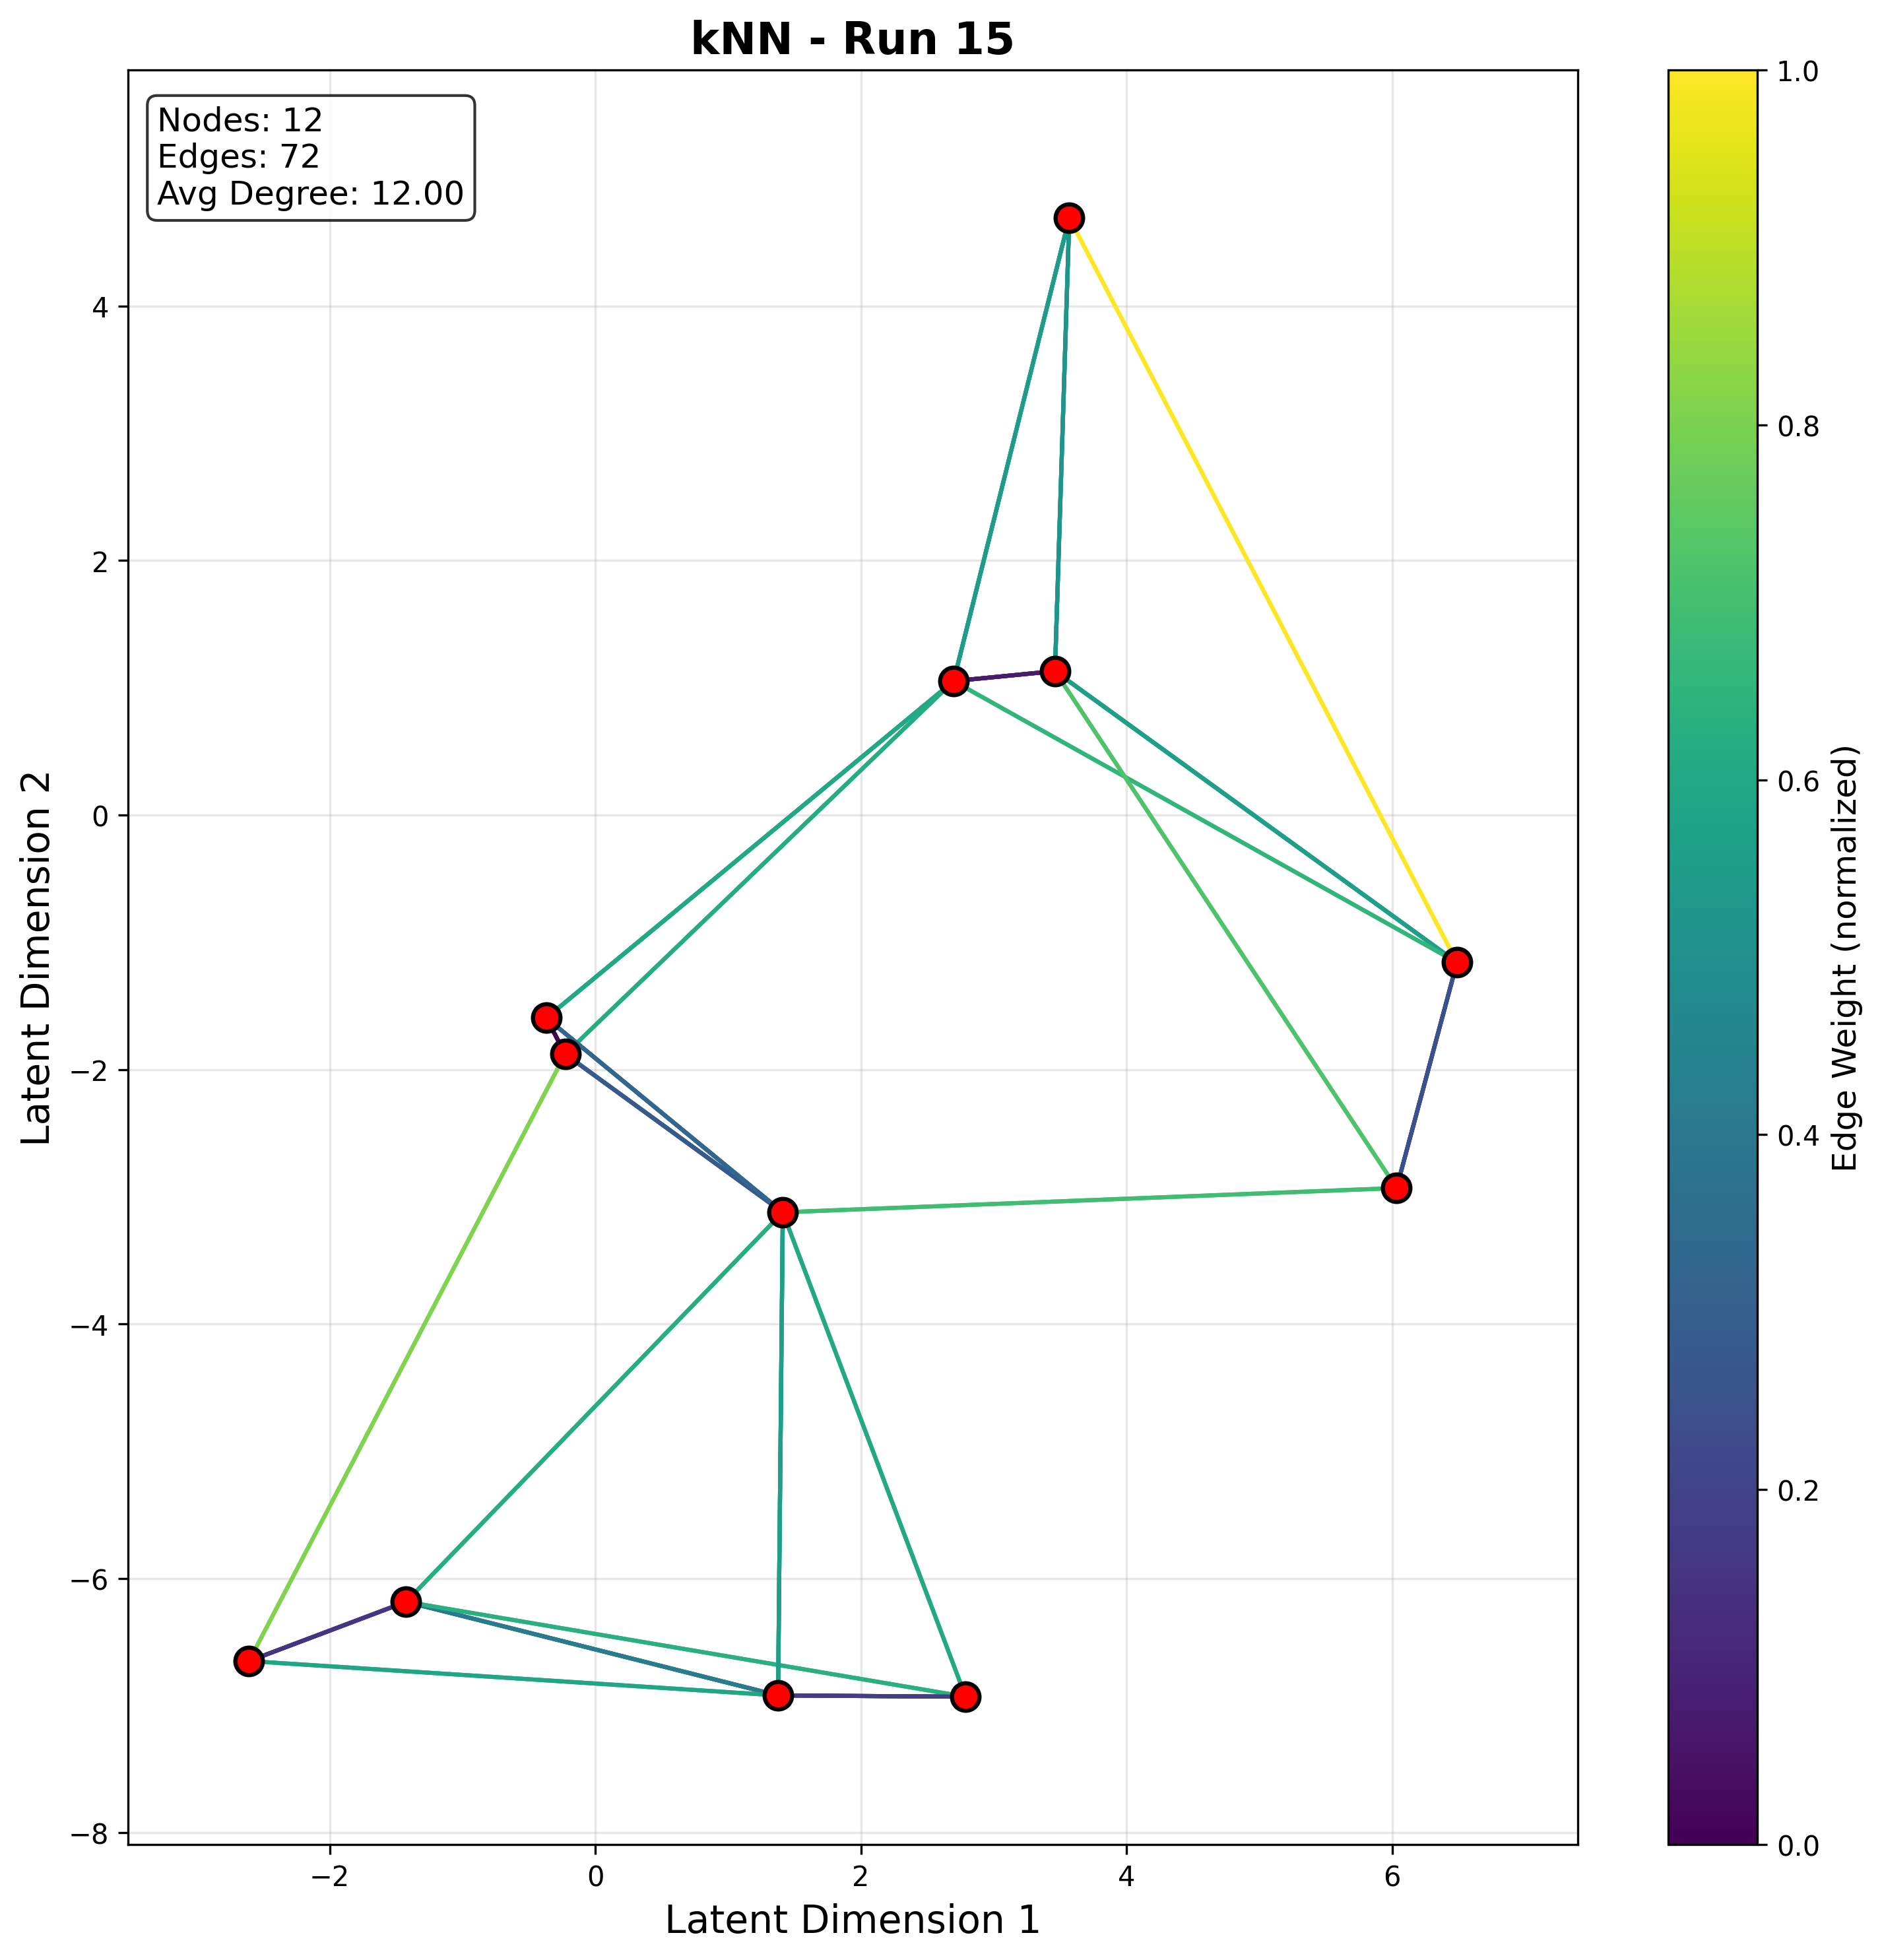 kNN - Run 15
Nodes: 12
Edges: 72
Avg Degree: 12.00
4
2
0
−2
−4
−6
−8
−2
0
2
4
6
Latent Dimension 1
Latent Dimension 2
1.0
0.8
0.6
0.4
0.2
0.0
Edge Weight (normalized)